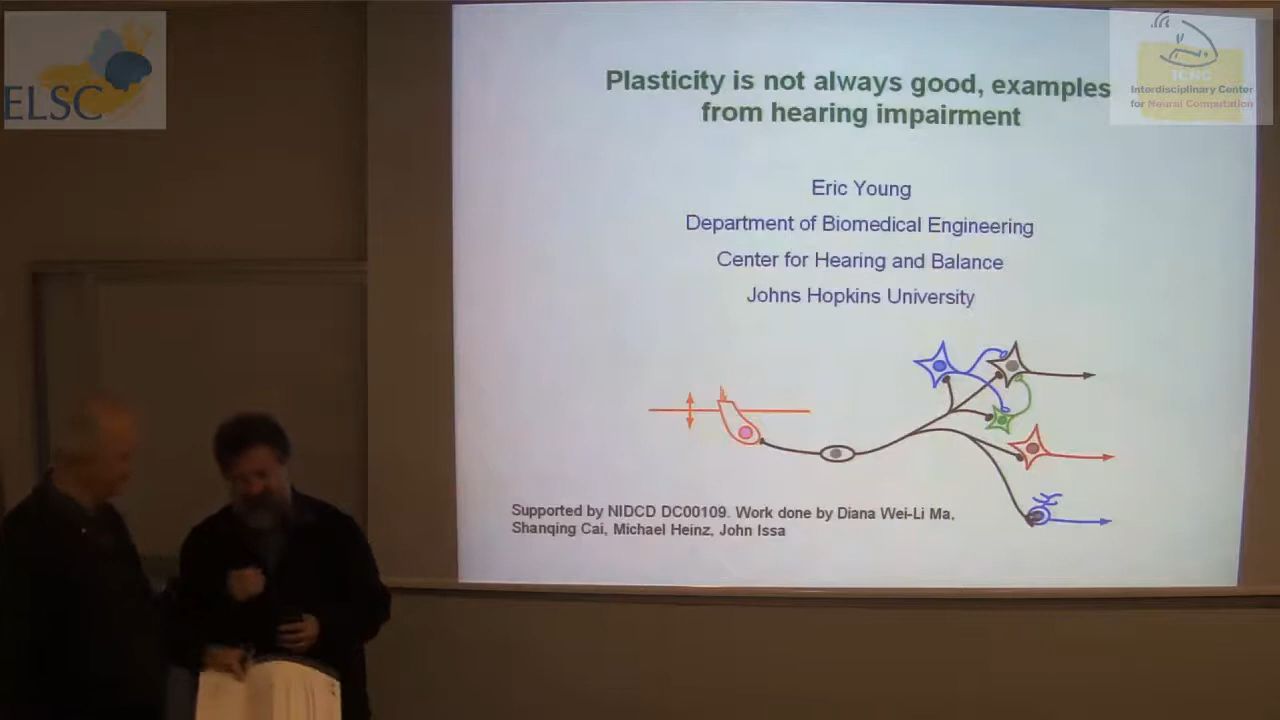 ELSC
ICNC
Interdisciplinary Center
for Neural Computation
Plasticity is not always good, examples
from hearing impairment
Eric Young
Department of Biomedical Engineering
Center for Hearing and Balance
Johns Hopkins University
Supported by NIDCD DC00109. Work done by Diana Wei-Li Ma,
Shanqing Cai, Michael Heinz, John Issa